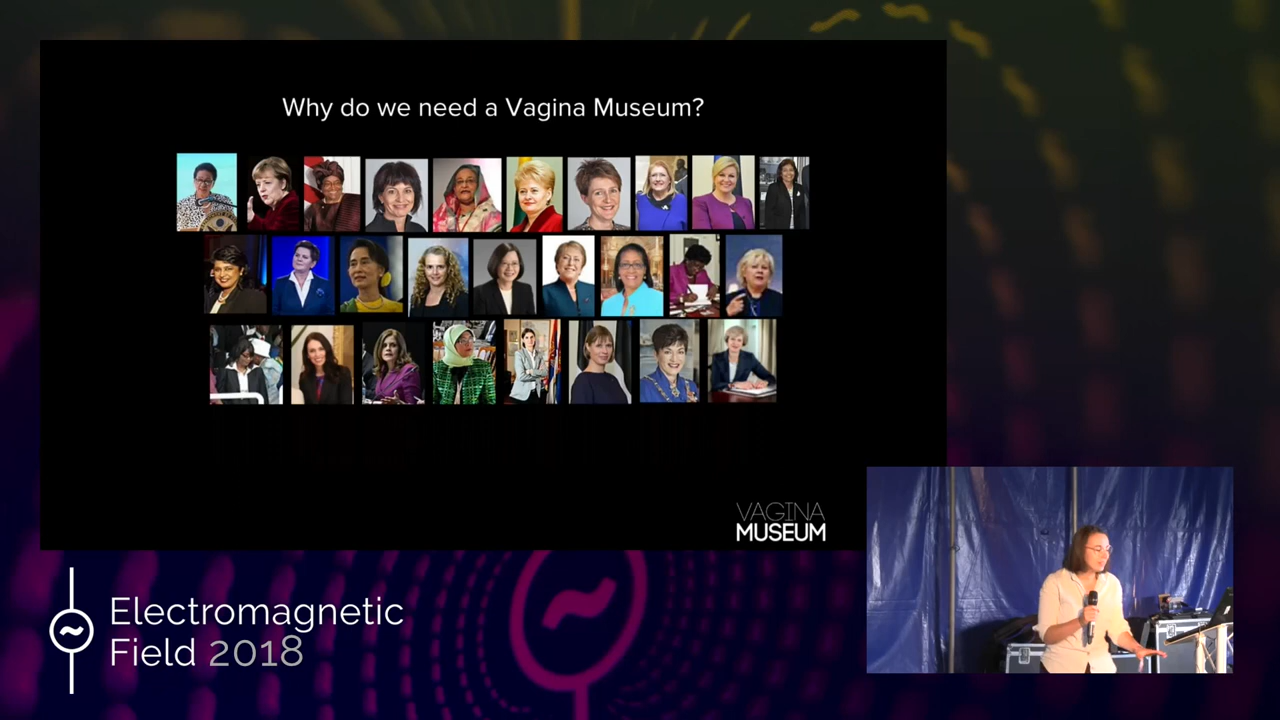 Why do we need a Vagina Museum?
VAGINA
MUSEUM
Electromagnetic
Field 2018